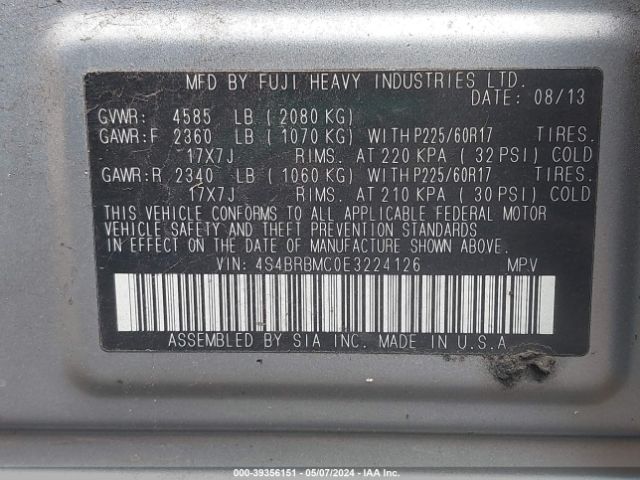 MFD BY FUJI HEAVY INDUSTRIES LTD.
DATE: 08/13
GVWR: 4585 LB ( 2080 KG)
GAWR:F 2360 LB ( 1070 KG) WITH P225/60R17 TIRES.
17X7J RIMS. AT 220 KPA ( 32 PSI) COLD
GAWR:R 2340 LB ( 1060 KG) WITH P225/60R17 TIRES.
17X7J RIMS. AT 210 KPA ( 30 PSI) COLD
THIS VEHICLE CONFORMS TO ALL APPLICABLE FEDERAL MOTOR
VEHICLE SAFETY AND THEFT PREVENTION STANDARDS
IN EFFECT ON THE DATE OF MANUFACTURE SHOWN ABOVE.
VIN: 4S4BRBMC0E3224126 MPV
ASSEMBLED BY SIA INC. MADE IN U.S.A
000-39356151 - 05/07/2024 - IAA Inc.